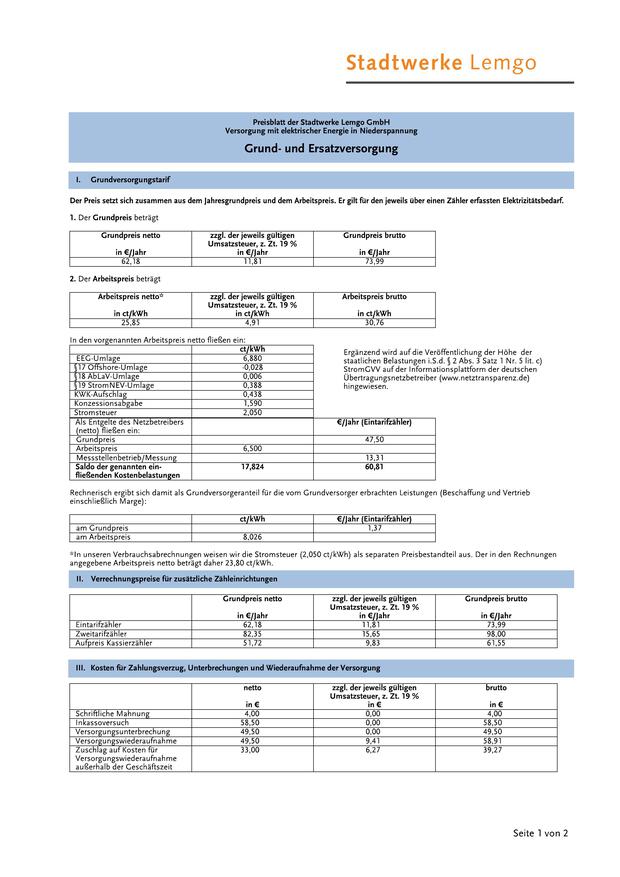 Stadtwerke Lemgo
Preisblatt der Stadtwerke Lemgo GmbH
Versorgung mit elektrischer Energie in Niederspannung
Grund- und Ersatzversorgung
I. Grundversorgungstarif
Der Preis setzt sich zusammen aus dem Jahresgrundpreis und dem Arbeitspreis. Er gilt für den jeweils über einen Zähler erfassten Elektrizitätsbedarf.
1. Der Grundpreis beträgt
Grundpreis netto zzgl. der jeweils gültigen Grundpreis brutto
Umsatzsteuer, z. Zt. 19 %
in €/Jahr in €/Jahr in €/Jahr
62,18 11,81 73,99
2. Der Arbeitspreis beträgt
Arbeitspreis netto* zzgl. der jeweils gültigen Arbeitspreis brutto
Umsatzsteuer, z. Zt. 19 %
in ct/kWh in ct/kWh in ct/kWh
25,85 4,91 30,76
In den vorgenannten Arbeitspreis netto fließen ein:
ct/kWh
EEG-Umlage 6,880
§17 Offshore-Umlage -0,028
§18 AbLaV-Umlage 0,006
§19 StromNEV-Umlage 0,388
KWK-Aufschlag 0,438
Konzessionsabgabe 1,590
Stromsteuer 2,050
Ergänzend wird auf die Veröffentlichung der Höhe der
staatlichen Belastungen i.S.d. § 2 Abs. 3 Satz 1 Nr. 5 lit. c)
StromGVV auf der Informationsplattform der deutschen
Übertragungsnetzbetreiber (www.netztransparenz.de)
hingewiesen.
Als Entgelte des Netzbetreibers €/Jahr (Eintarifzähler)
(netto) fließen ein:
Grundpreis 47,50
Arbeitspreis 6,500
Messstellenbetrieb/Messung 13,31
Saldo der genannten ein- 17,824 60,81
fließenden Kostenbelastungen
Rechnerisch ergibt sich damit als Grundversorgeranteil für die vom Grundversorger erbrachten Leistungen (Beschaffung und Vertrieb
einschließlich Marge):
ct/kWh €/Jahr (Eintarifzähler)
am Grundpreis 1,37
am Arbeitspreis 8,026
*In unseren Verbrauchsabrechnungen weisen wir die Stromsteuer (2,050 ct/kWh) als separaten Preisbestandteil aus. Der in den Rechnungen
angegebene Arbeitspreis netto beträgt daher 23,80 ct/kWh.
II. Verrechnungspreise für zusätzliche Zähleinrichtungen
Grundpreis netto zzgl. der jeweils gültigen Grundpreis brutto
Umsatzsteuer, z. Zt. 19 %
in €/Jahr in €/Jahr in €/Jahr
Eintarifzähler 62,18 11,81 73,99
Zweitarifzähler 82,35 15,65 98,00
Aufpreis Kassierzähler 51,72 9,83 61,55
III. Kosten für Zahlungsverzug, Unterbrechungen und Wiederaufnahme der Versorgung
netto zzgl. der jeweils gültigen brutto
Umsatzsteuer, z. Zt. 19 %
in € in € in €
Schriftliche Mahnung 4,00 0,00 4,00
Inkassoversuch 58,50 0,00 58,50
Versorgungsunterbrechung 49,50 0,00 49,50
Versorgungswiederaufnahme 49,50 9,41 58,91
Zuschlag auf Kosten für 33,00 6,27 39,27
Versorgungswiederaufnahme
außerhalb der Geschäftszeit
Seite 1 von 2